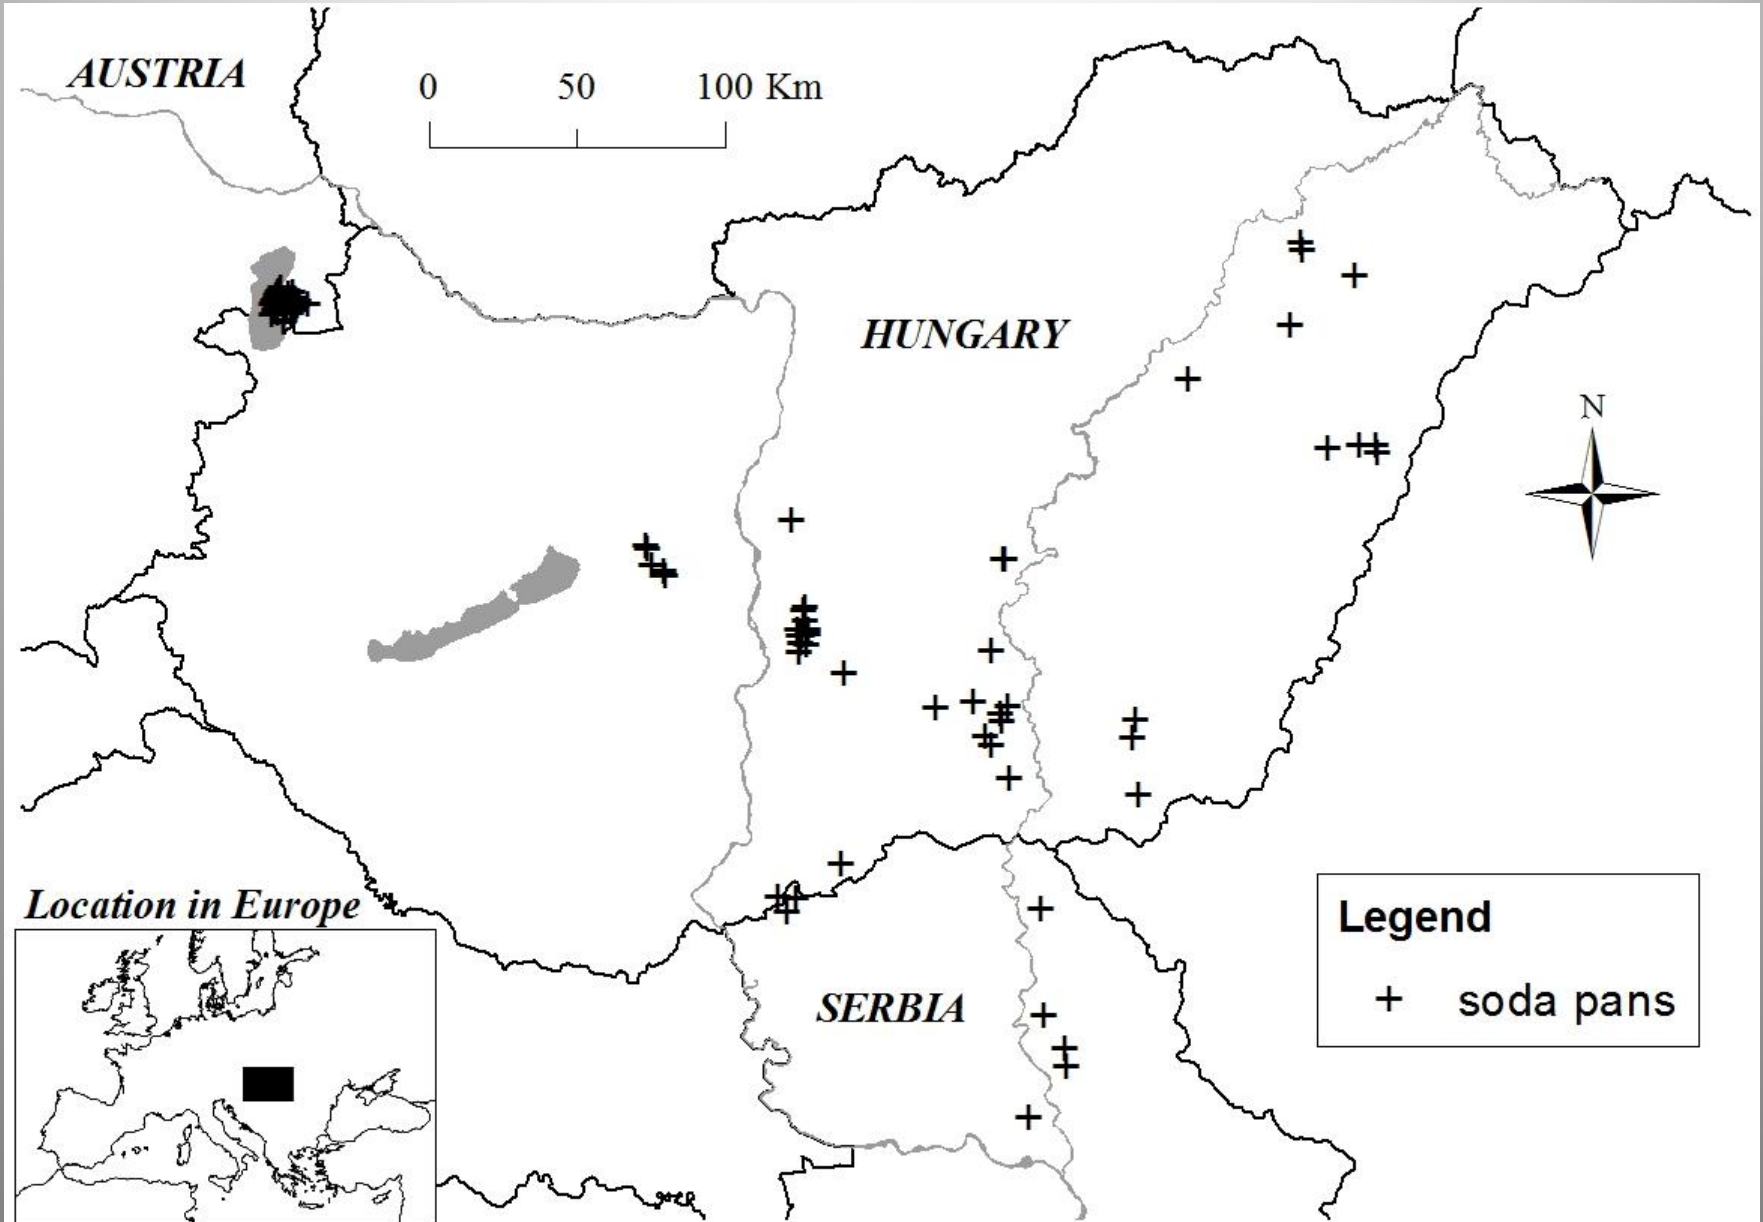 AUSTRIA
0 50 100 Km
HUNGARY
N
Location in Europe
SERBIA
Legend
soda pans